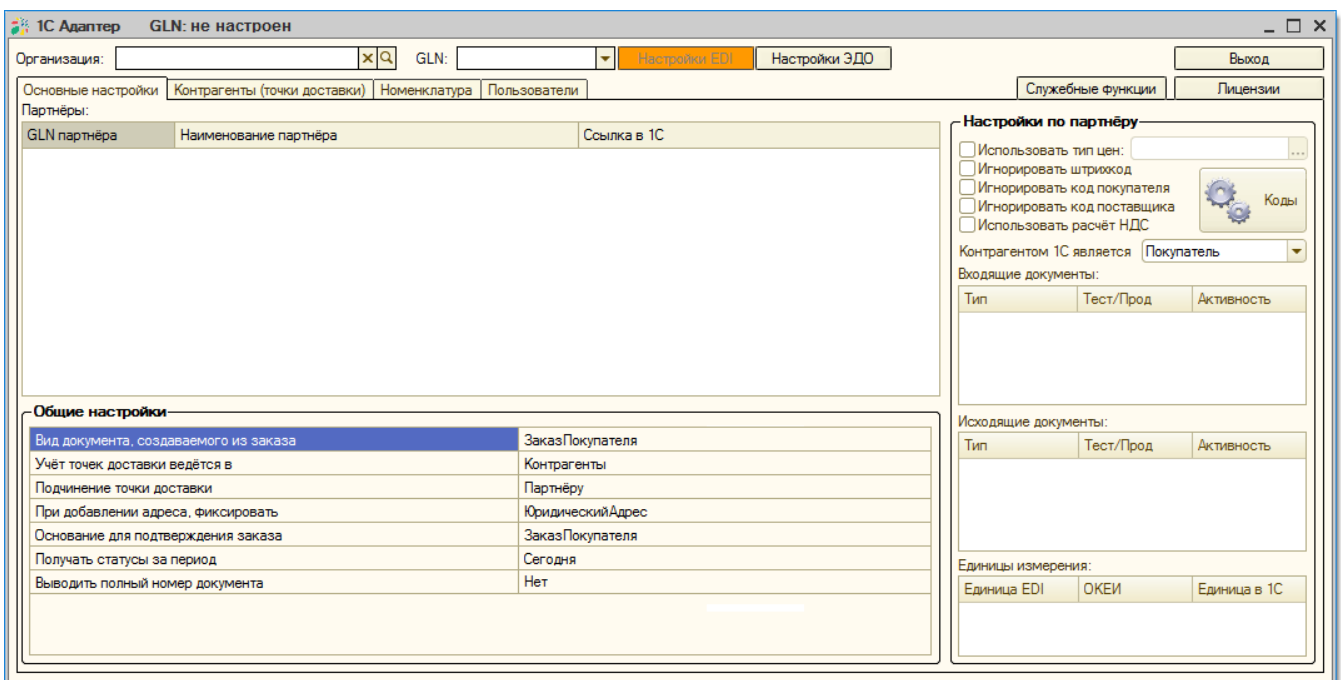 1С Адаптер GLN: не настроен
Организация: GLN: Настройки EDI Настройки ЭДО Выход
Основные настройки Контрагенты (точки доставки) Номенклатура Пользователи Служебные функции Лицензии
Партнёры:
GLN партнёра Наименование партнёра Ссылка в 1С
Настройки по партнёру
Использовать тип цен: ...
Игнорировать штрихкод
Игнорировать код покупателя
Игнорировать код поставщика
Использовать расчёт НДС
Коды
Контрагентом 1С является Покупатель
Входящие документы:
Тип Тест/Прод Активность
Исходящие документы:
Тип Тест/Прод Активность
Единицы измерения:
Единица EDI ОКЕИ Единица в 1С
Общие настройки
Вид документа, создаваемого из заказа ЗаказПокупателя
Учёт точек доставки ведётся в Контрагенты
Подчинение точки доставки Партнёру
При добавлении адреса, фиксировать ЮридическийАдрес
Основание для подтверждения заказа ЗаказПокупателя
Получать статусы за период Сегодня
Выводить полный номер документа Нет